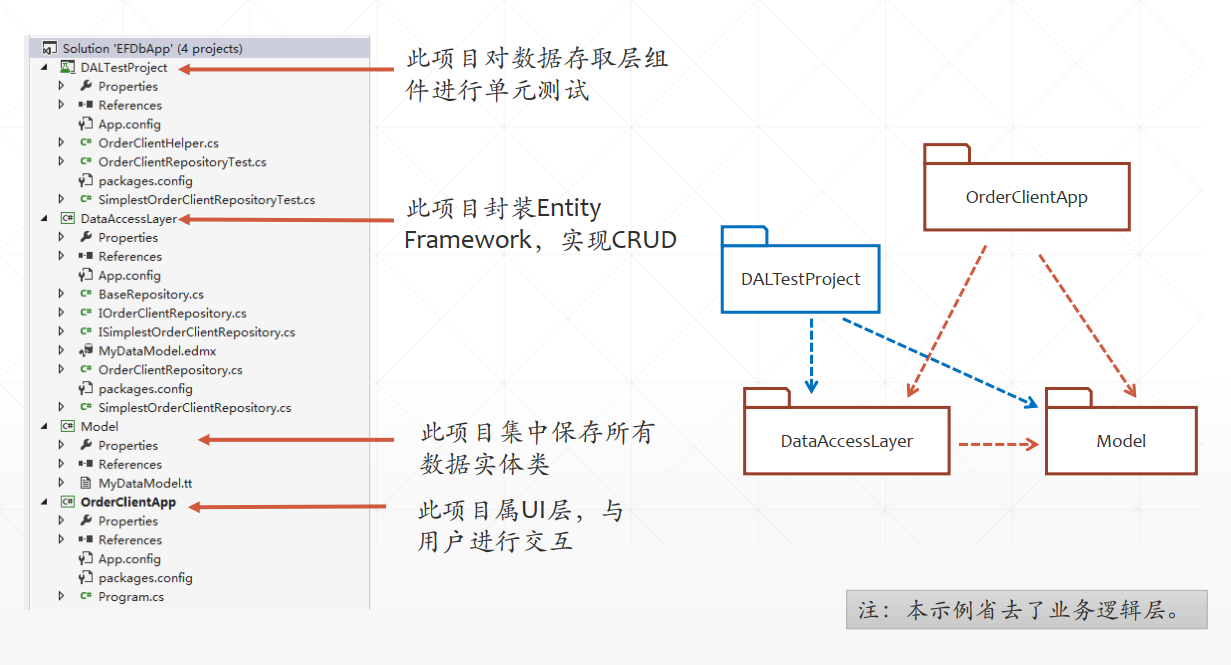 Solution 'EFDbApp' (4 projects)
DALTestProject
Properties
References
App.config
OrderClientHelper.cs
OrderClientRepositoryTest.cs
packages.config
SimplestOrderClientRepositoryTest.cs
DataAccessLayer
Properties
References
App.config
BaseRepository.cs
IOrderClientRepository.cs
ISimplestOrderClientRepository.cs
MyDataModel.edmx
OrderClientRepository.cs
packages.config
SimplestOrderClientRepository.cs
Model
Properties
References
MyDataModel.tt
OrderClientApp
Properties
References
App.config
packages.config
Program.cs
此项目对数据存取层组
件进行单元测试
此项目封装Entity
Framework，实现CRUD
此项目集中保存所有
数据实体类
此项目属UI层，与
用户进行交互
OrderClientApp
DALTestProject
DataAccessLayer
Model
注：本示例省去了业务逻辑层。